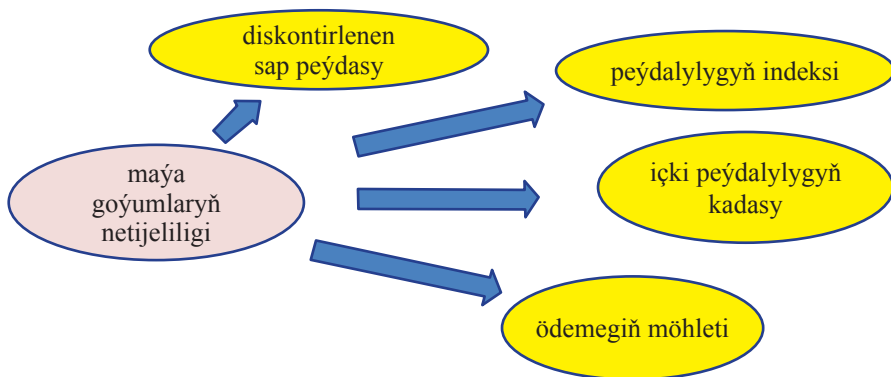 diskontirlenen
sap peýdasy
peýdalylygyň indeksi
maýa
goýumlaryň
netijeliligi
içki peýdalylygyň
kadasy
ödemegiň möhleti